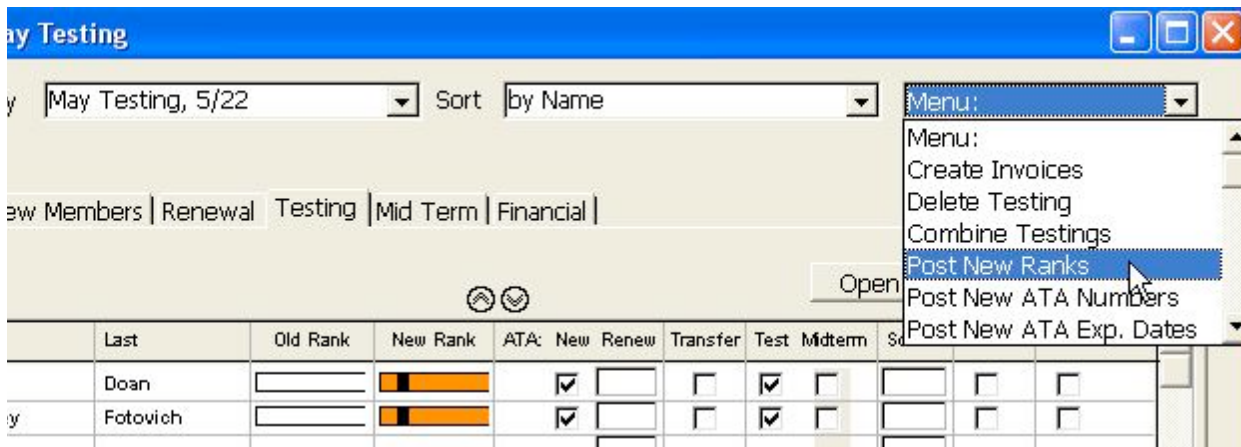 ay Testing
y May Testing, 5/22 Sort by Name Menu:
Menu:
Create Invoices
Delete Testing
Combine Testings
Post New Ranks
Post New ATA Numbers
Post New ATA Exp. Dates
ew Members Renewal Testing Mid Term Financial
Open
Last Old Rank New Rank ATA: New Renew Transfer Test Midterm
Doan
y Fotovich